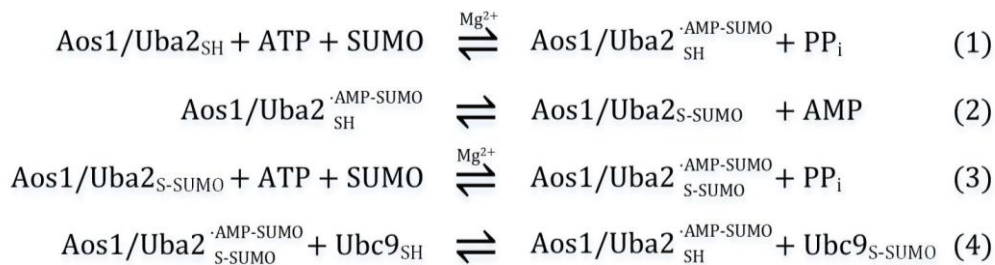 Aos1/Uba2SH + ATP + SUMO ⇌ Mg2+ Aos1/Uba2 ·AMP-SUMO SH + PPi (1)
Aos1/Uba2 ·AMP-SUMO SH ⇌ Aos1/Uba2S-SUMO + AMP (2)
Aos1/Uba2S-SUMO + ATP + SUMO ⇌ Mg2+ Aos1/Uba2 ·AMP-SUMO S-SUMO + PPi (3)
Aos1/Uba2 ·AMP-SUMO S-SUMO + Ubc9SH ⇌ Aos1/Uba2 ·AMP-SUMO SH + Ubc9S-SUMO (4)